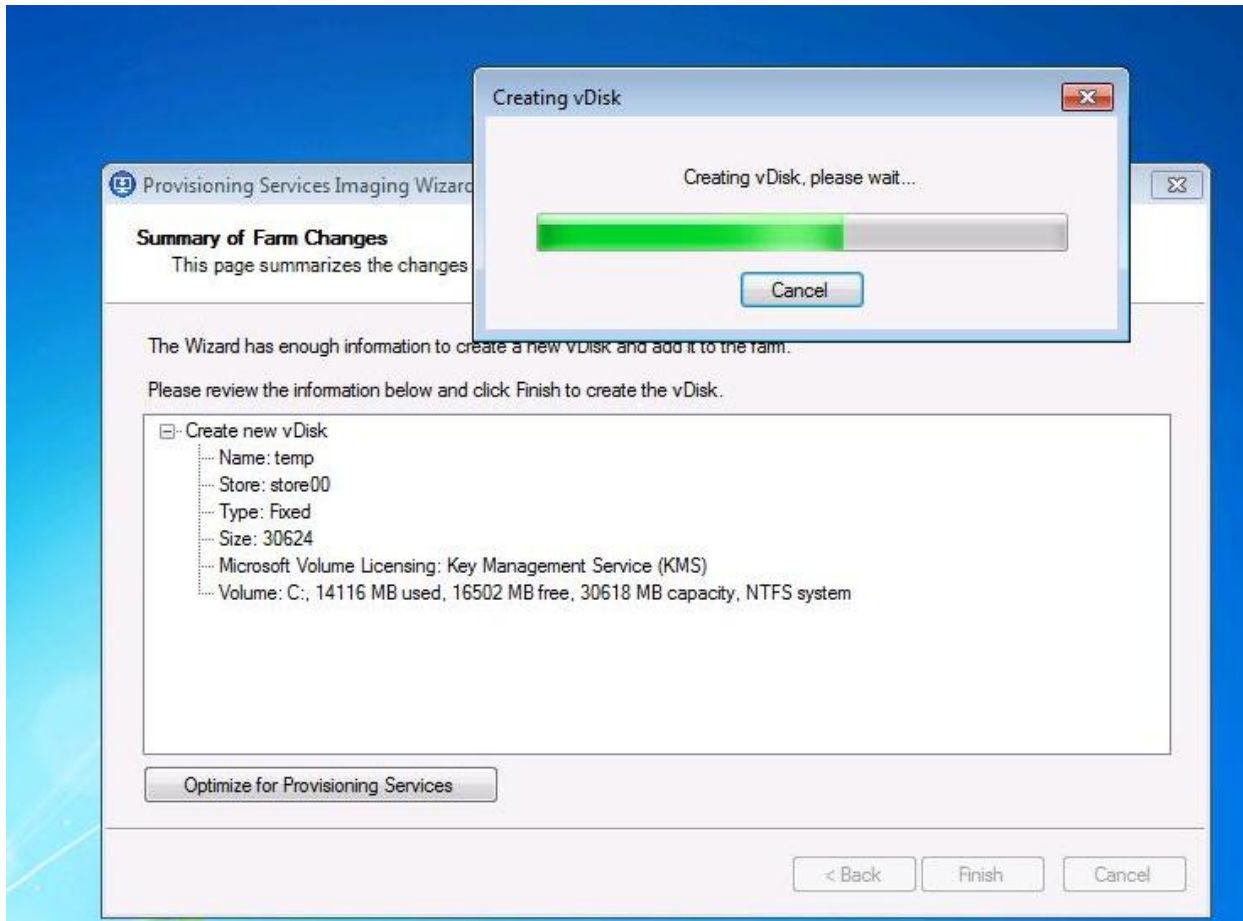 Creating vDisk
Creating vDisk, please wait...
Cancel
Provisioning Services Imaging Wizard
Summary of Farm Changes
This page summarizes the changes
The Wizard has enough information to create a new vDisk and add it to the farm.
Please review the information below and click Finish to create the vDisk.
Create new vDisk
Name: temp
Store: store00
Type: Fixed
Size: 30624
Microsoft Volume Licensing: Key Management Service (KMS)
Volume: C:, 14116 MB used, 16502 MB free, 30618 MB capacity, NTFS system
Optimize for Provisioning Services
< Back
Finish
Cancel